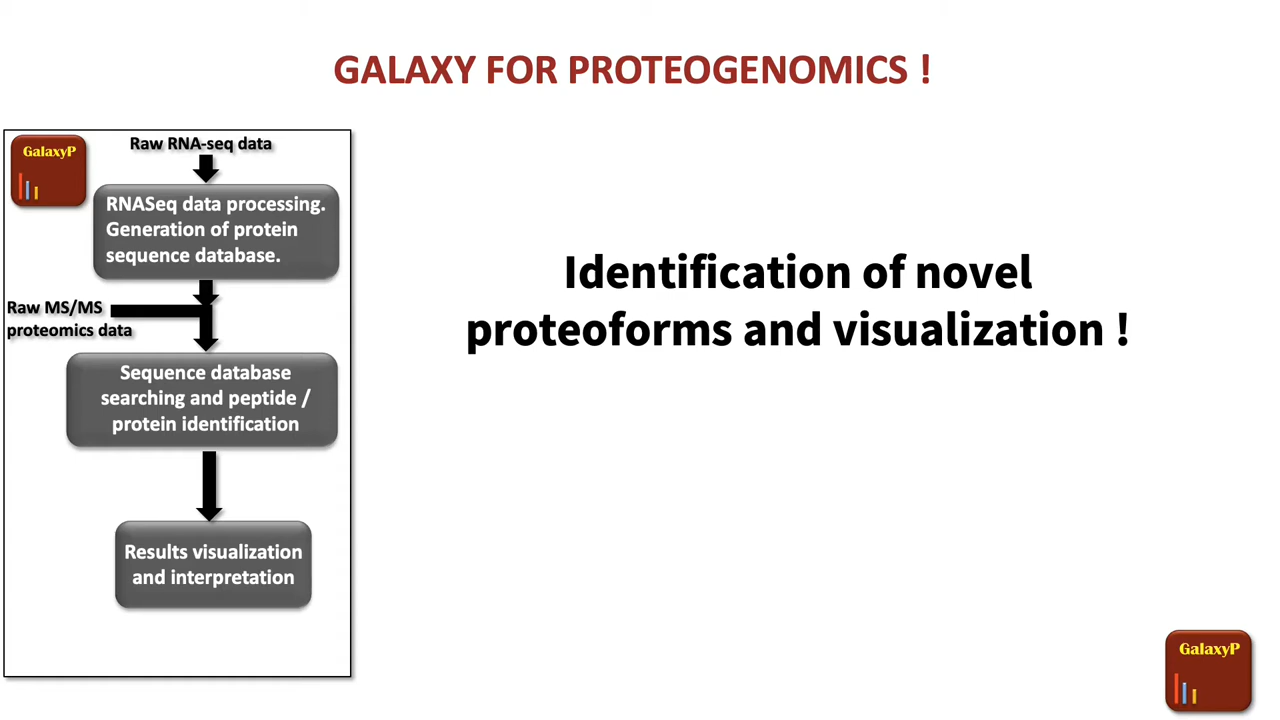 GALAXY FOR PROTEOGENOMICS !
GalaxyP
Raw RNA-seq data
RNASeq data processing.
Generation of protein
sequence database.
Raw MS/MS
proteomics data
Sequence database
searching and peptide /
protein identification
Results visualization
and interpretation
Identification of novel
proteoforms and visualization !
GalaxyP